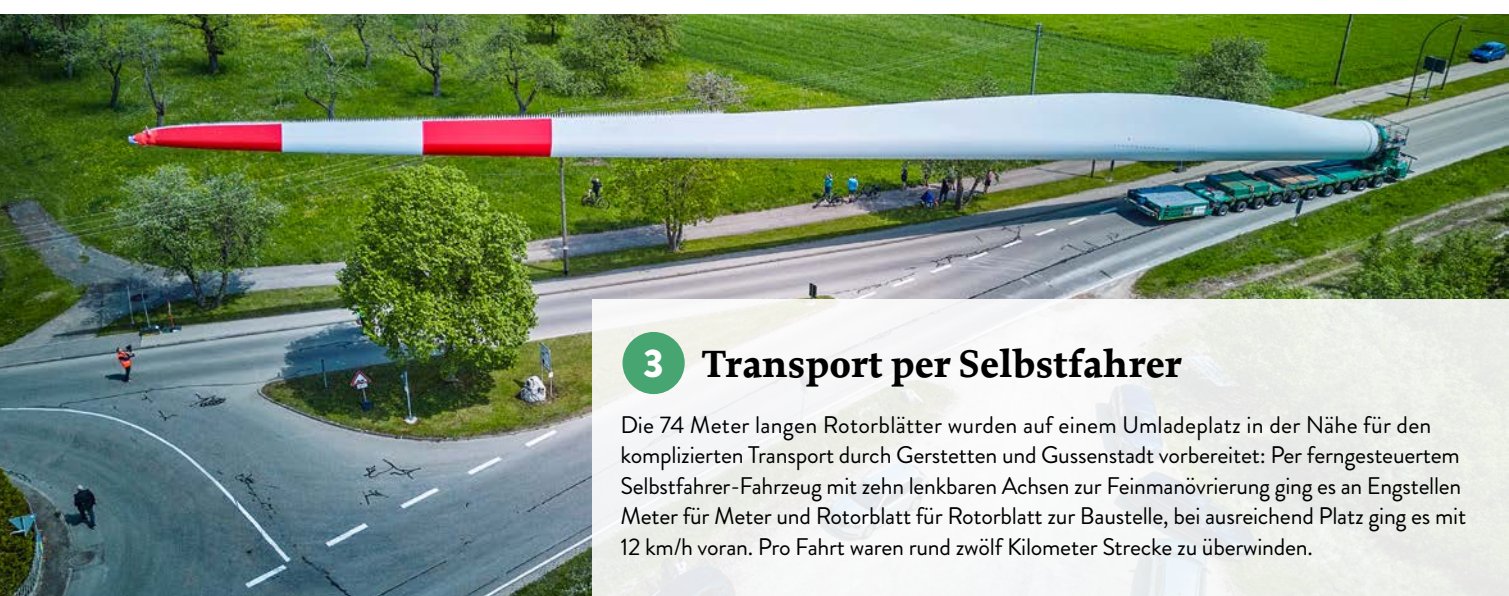 3 Transport per Selbstfahrer
Die 74 Meter langen Rotorblätter wurden auf einem Umladeplatz in der Nähe für den
komplizierten Transport durch Gerstetten und Gussenstadt vorbereitet: Per ferngesteuertem
Selbstfahrer-Fahrzeug mit zehn lenkbaren Achsen zur Feinmanövrierung ging es an Engstellen
Meter für Meter und Rotorblatt für Rotorblatt zur Baustelle, bei ausreichend Platz ging es mit
12 km/h voran. Pro Fahrt waren rund zwölf Kilometer Strecke zu überwinden.